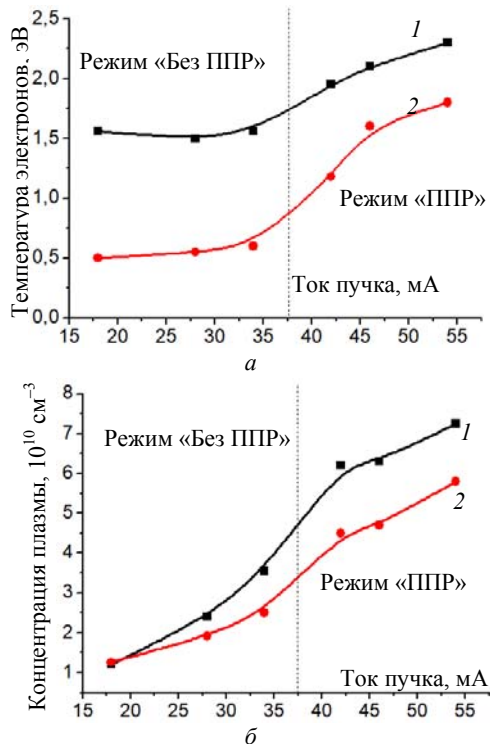 Температура электронов. эВ
2,5
2,0
1,5
1,0
0,5
0,0
Режим «Без ППР»
1
2
Режим «ППР»
Ток пучка, мА
15 20 25 30 35 40 45 50 55
а
Концентрация плазмы, 10¹⁰ см⁻³
8
7
6
5
4
3
2
1
Режим «Без ППР»
1
2
Режим «ППР»
Ток пучка, мА
15 20 25 30 35 40 45 50 55
б